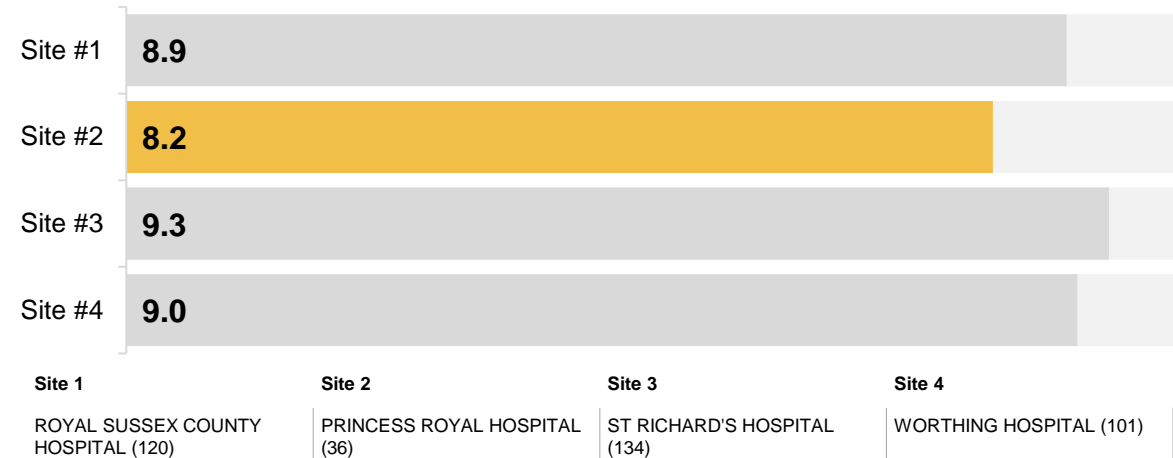 Site #1 8.9
Site #2 8.2
Site #3 9.3
Site #4 9.0
Site 1 Site 2 Site 3 Site 4
ROYAL SUSSEX COUNTY
HOSPITAL (120)
PRINCESS ROYAL HOSPITAL
(36)
ST RICHARD'S HOSPITAL
(134)
WORTHING HOSPITAL (101)